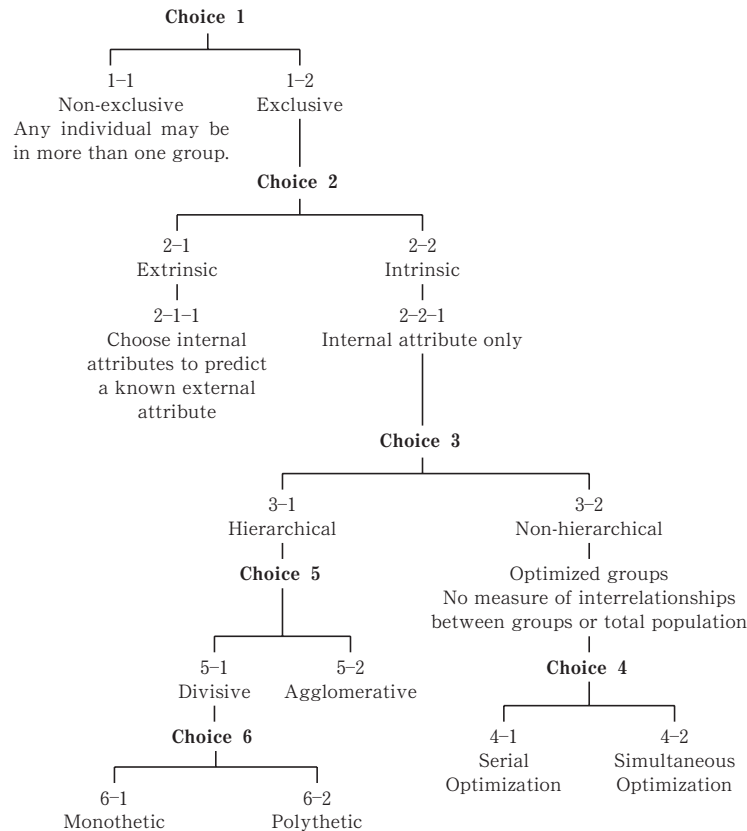 Choice 1
1–1
Non-exclusive
Any individual may be
in more than one group.
1–2
Exclusive
Choice 2
2–1
Extrinsic
2–1–1
Choose internal
attributes to predict
a known external
attribute
2–2
Intrinsic
2–2–1
Internal attribute only
Choice 3
3–1
Hierarchical
Choice 5
3–2
Non-hierarchical
Optimized groups
No measure of interrelationships
between groups or total population
Choice 4
5–1
Divisive
5–2
Agglomerative
Choice 6
4–1
Serial
Optimization
4–2
Simultaneous
Optimization
6–1
Monothetic
6–2
Polythetic